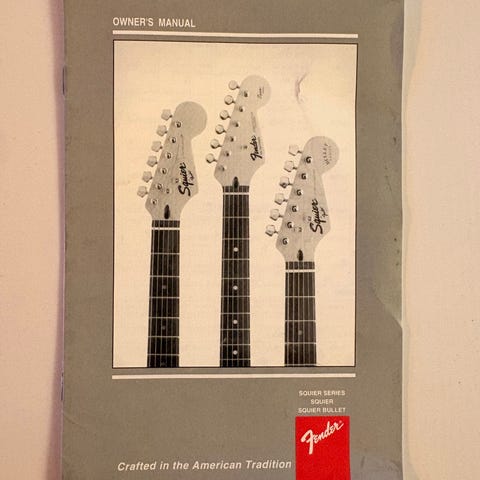 OWNER'S MANUAL
Squier
Fender
Squier
SQUIER SERIES
SQUIER
SQUIER BULLET
Fender
Crafted in the American Tradition